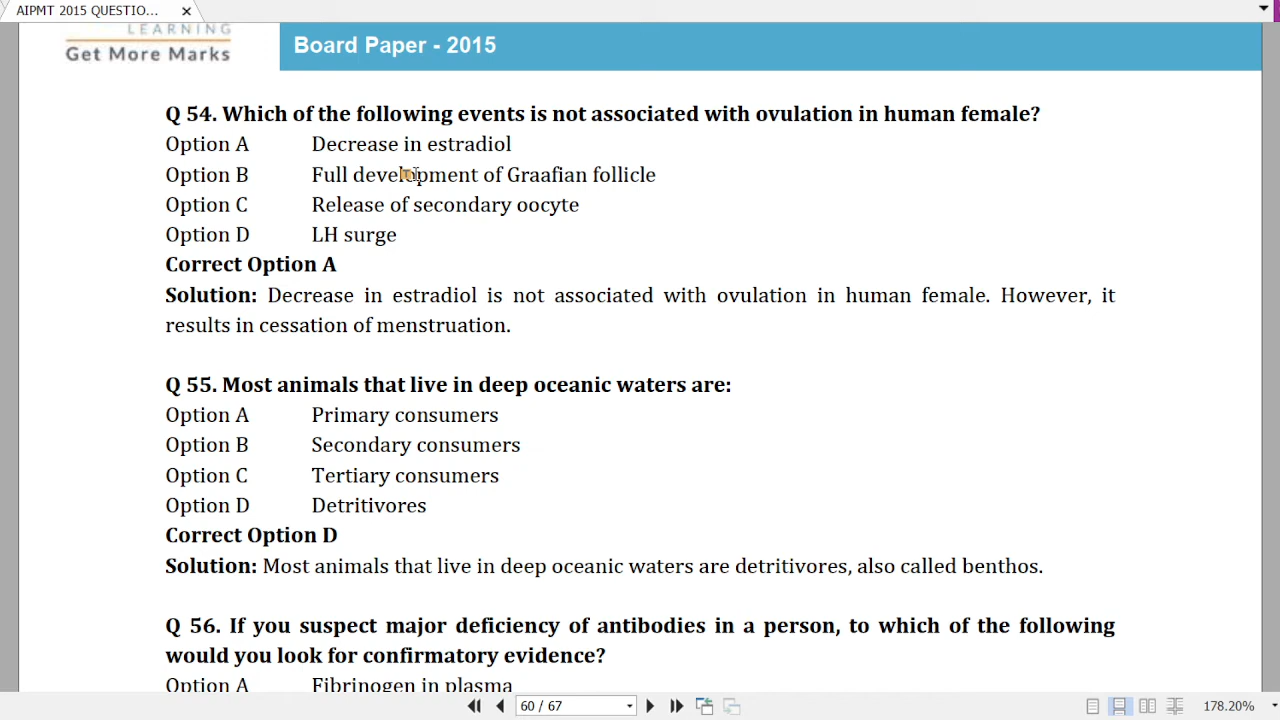 AIPMT 2015 QUESTIO...
LEARNING
Get More Marks
Board Paper - 2015
Q 54. Which of the following events is not associated with ovulation in human female?
Option A Decrease in estradiol
Option B Full development of Graafian follicle
Option C Release of secondary oocyte
Option D LH surge
Correct Option A
Solution: Decrease in estradiol is not associated with ovulation in human female. However, it
results in cessation of menstruation.
Q 55. Most animals that live in deep oceanic waters are:
Option A Primary consumers
Option B Secondary consumers
Option C Tertiary consumers
Option D Detritivores
Correct Option D
Solution: Most animals that live in deep oceanic waters are detritivores, also called benthos.
Q 56. If you suspect major deficiency of antibodies in a person, to which of the following
would you look for confirmatory evidence?
Option A Fibrinogen in plasma
60 / 67
178.20%